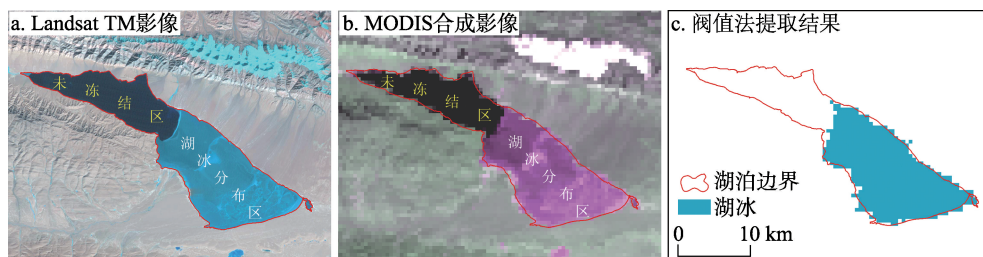 a. Landsat TM影像
未冻结区
湖冰分布区
b. MODIS合成影像
未冻结区
湖冰分布区
c. 阀值法提取结果
湖泊边界
湖冰
0 10 km